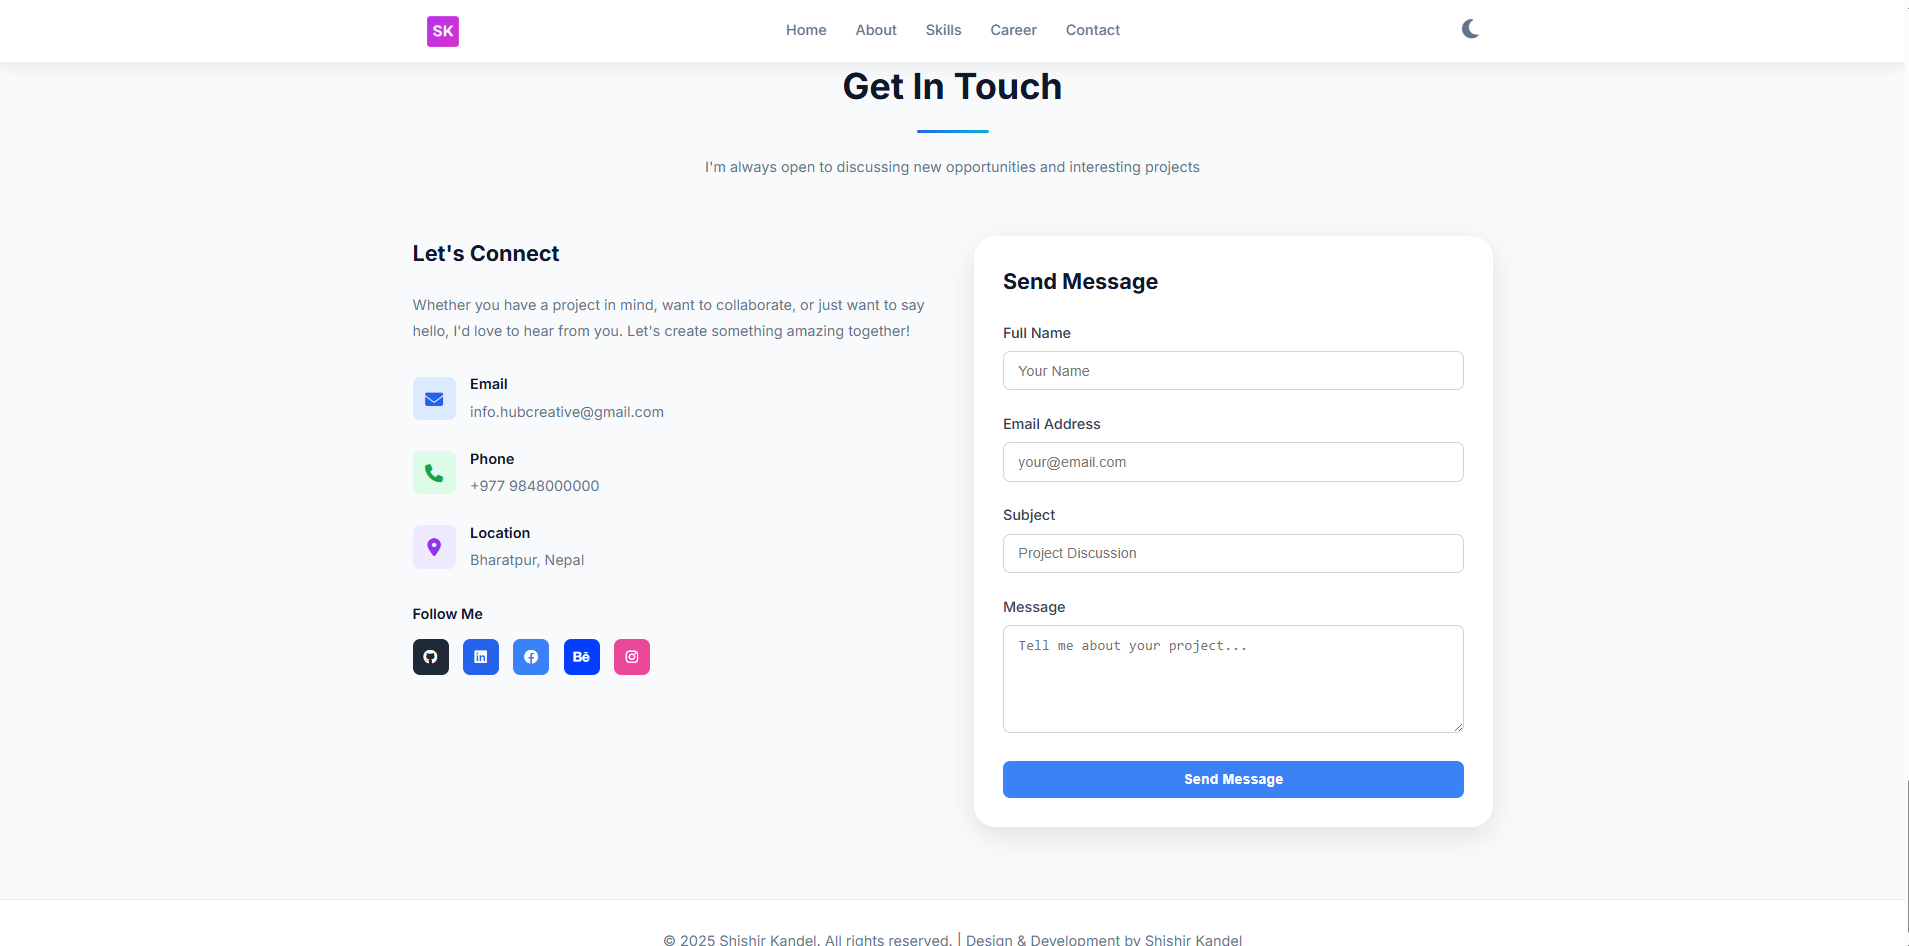 SK
Home About Skills Career Contact
Get In Touch
I'm always open to discussing new opportunities and interesting projects
Let's Connect
Whether you have a project in mind, want to collaborate, or just want to say
hello, I'd love to hear from you. Let's create something amazing together!
Email
info.hubcreative@gmail.com
Phone
+977 9848000000
Location
Bharatpur, Nepal
Follow Me
in
Bē
Send Message
Full Name
Your Name
Email Address
your@email.com
Subject
Project Discussion
Message
Tell me about your project...
Send Message
© 2025 Shishir Kandel. All rights reserved. | Design & Development by Shishir Kandel